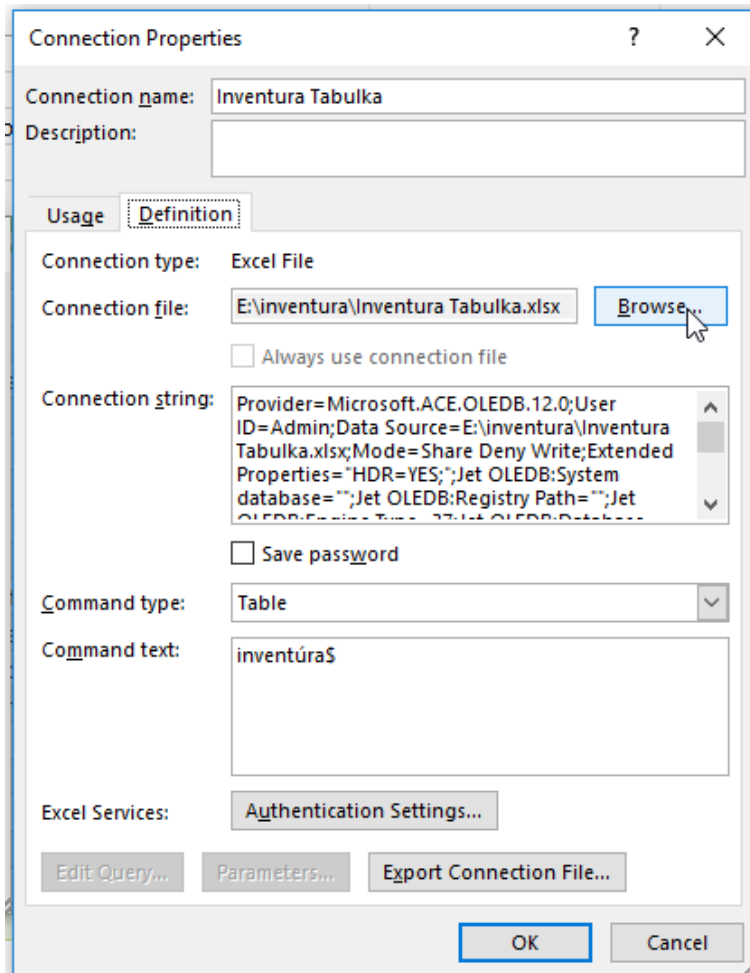 Connection Properties
?
Connection name: Inventura Tabulka
Description:
Usage Definition
Connection type: Excel File
Connection file: E:\inventura\Inventura Tabulka.xlsx Browse...
Always use connection file
Connection string: Provider=Microsoft.ACE.OLEDB.12.0;User
ID=Admin;Data Source=E:\inventura\Inventura
Tabulka.xlsx;Mode=Share Deny Write;Extended
Properties="HDR=YES;";Jet OLEDB:System
database="";Jet OLEDB:Registry Path="";Jet
Save password
Command type: Table
Command text: inventúra$
Excel Services: Authentication Settings...
Edit Query... Parameters... Export Connection File...
OK Cancel